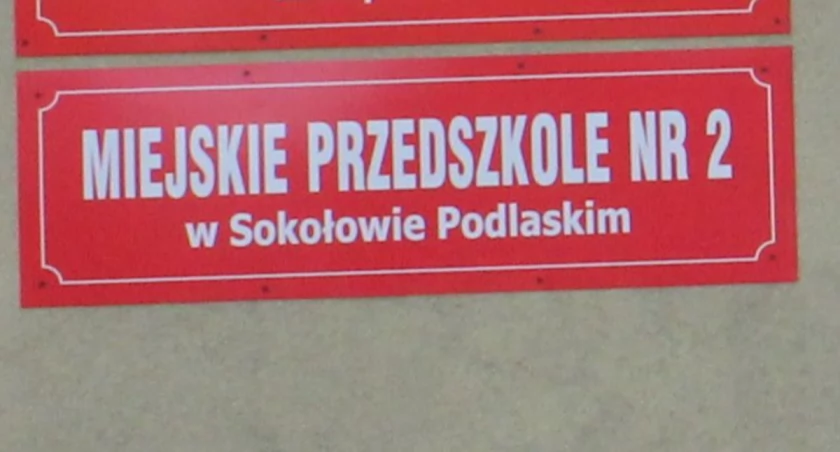 MIEJSKIE PRZEDSZKOLE NR 2
w Sokołowie Podlaskim